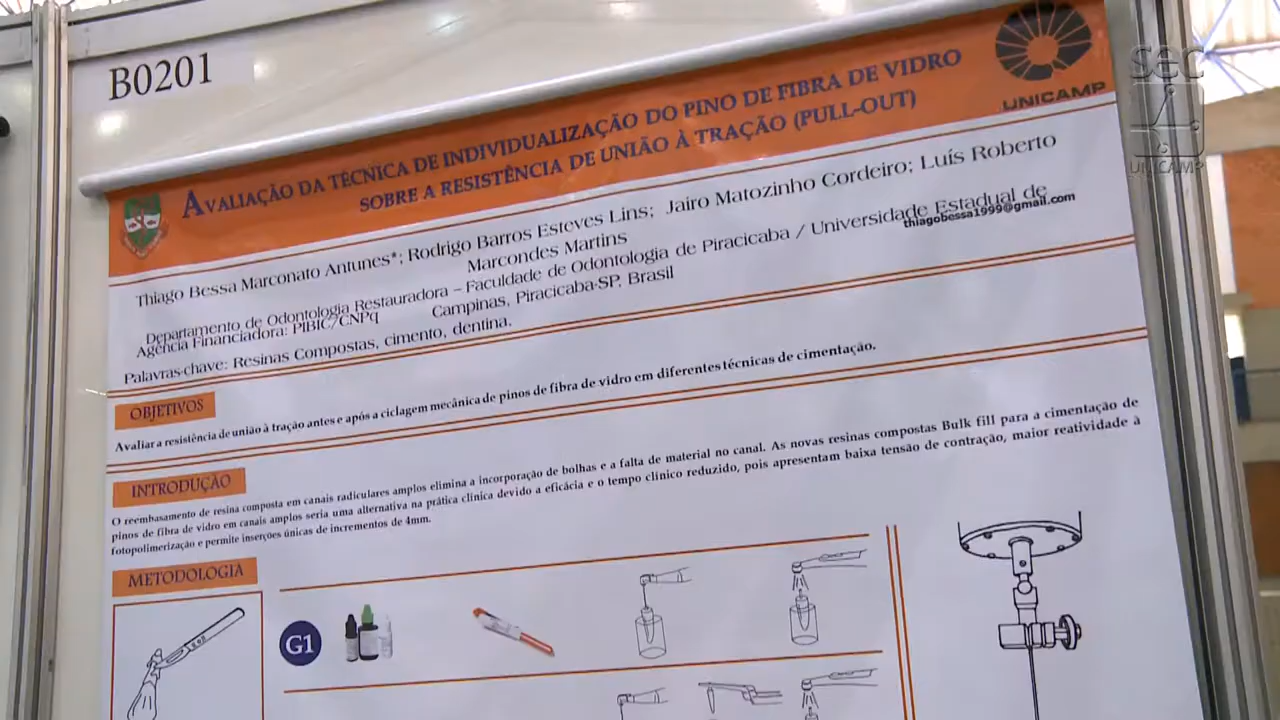 B0201
AVALIAÇÃO DA TÉCNICA DE INDIVIDUALIZAÇÃO DO PINO DE FIBRA DE VIDRO
SOBRE A RESISTÊNCIA DE UNIÃO À TRAÇÃO (PULL-OUT)
UNICAMP
sec
UNICAMP
Thiago Bessa Marconato Antunes*; Rodrigo Barros Esteves Lins; Jairo Matozinho Cordeiro; Luís Roberto
Marcondes Martins
thiagobessa1999@gmail.com
Departamento de Odontologia Restauradora – Faculdade de Odontologia de Piracicaba / Universidade Estadual de
Campinas, Piracicaba-SP, Brasil
Agência Financiadora: PIBIC/CNPq
Palavras-chave: Resinas Compostas, cimento, dentina.
OBJETIVOS
Avaliar a resistência de união à tração antes e após a ciclagem mecânica de pinos de fibra de vidro em diferentes técnicas de cimentação.
INTRODUÇÃO
O reembasamento de resina composta em canais radiculares amplos elimina a incorporação de bolhas e a falta de material no canal. As novas resinas compostas Bulk fill para a cimentação de
pinos de fibra de vidro em canais amplos seria uma alternativa na prática clínica devido a eficácia e o tempo clínico reduzido, pois apresentam baixa tensão de contração, maior reatividade à
fotopolimerização e permite inserções únicas de incrementos de 4mm.
METODOLOGIA
G1